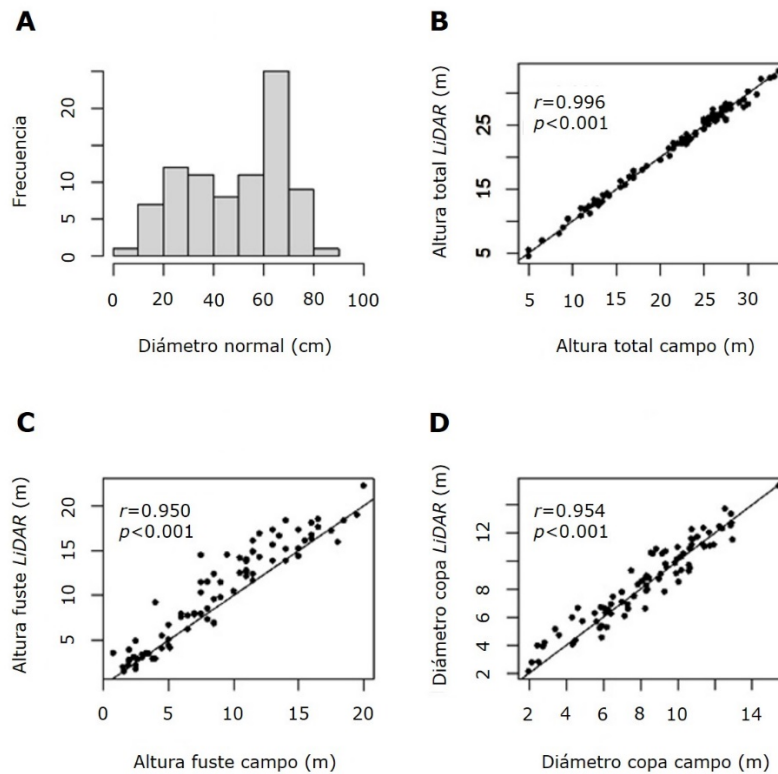 A
Frecuencia
20
10
5
0
0 20 40 60 80 100
Diámetro normal (cm)
B
Altura total LiDAR (m)
25
15
5
r=0.996
p<0.001
5 10 15 20 25 30
Altura total campo (m)
C
Altura fuste LiDAR (m)
20
15
10
5
r=0.950
p<0.001
0 5 10 15 20
Altura fuste campo (m)
D
Diámetro copa LiDAR (m)
12
8
6
4
2
r=0.954
p<0.001
2 4 6 8 10 14
Diámetro copa campo (m)